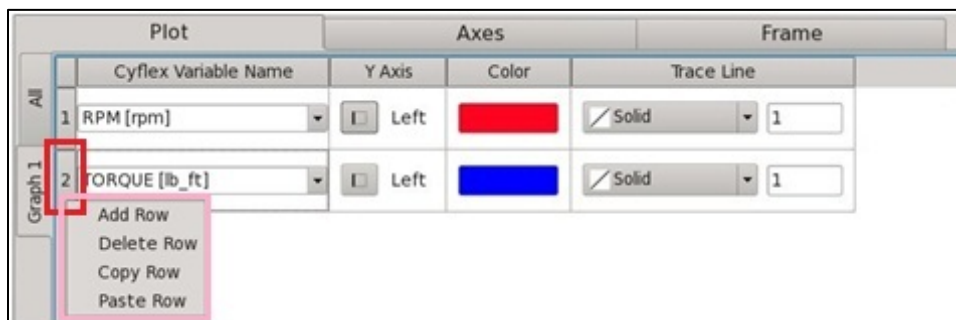 Plot Axes Frame
Cyflex Variable Name Y Axis Color Trace Line
All
1 RPM [rpm] Left Solid 1
Graph 1
2 TORQUE [lb_ft] Left Solid 1
Add Row
Delete Row
Copy Row
Paste Row